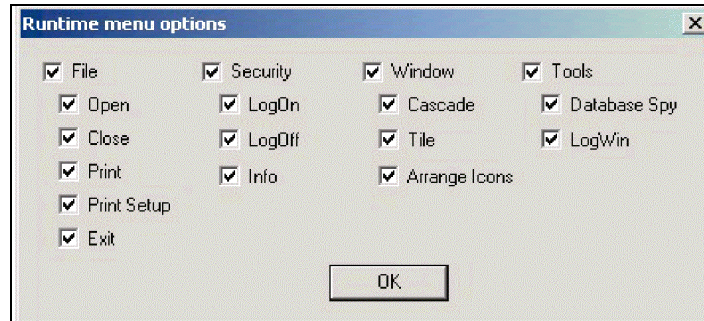 Runtime menu options
File Security Window Tools
Open LogOn Cascade Database Spy
Close LogOff Tile LogWin
Print Info Arrange Icons
Print Setup
Exit
OK